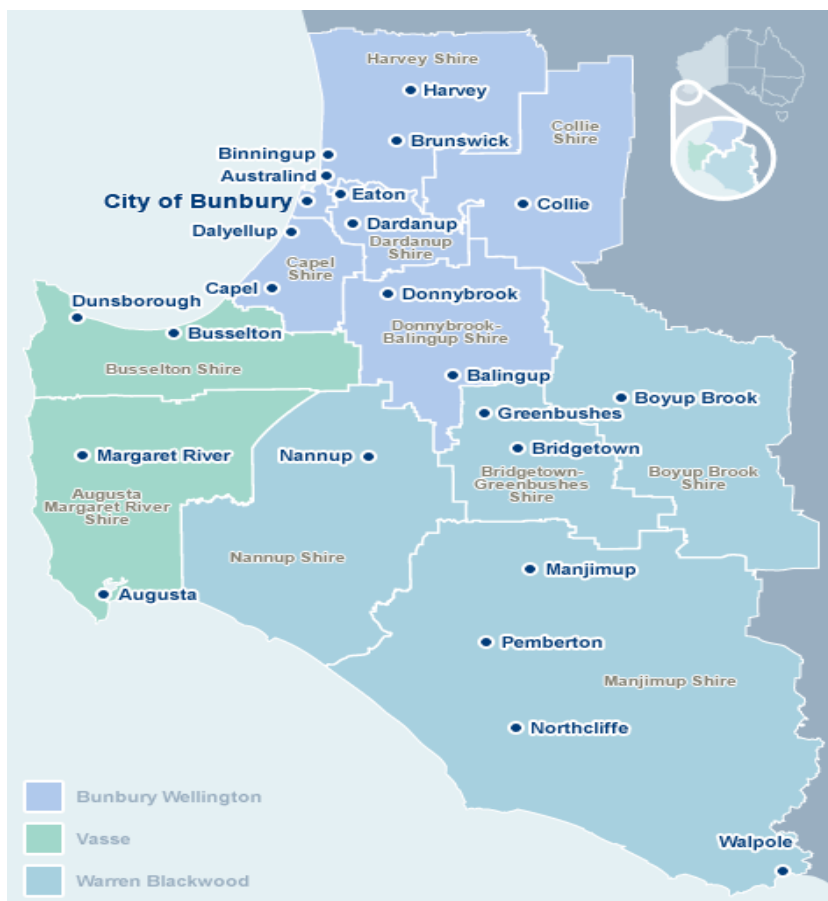 Harvey Shire
Harvey
Brunswick
Collie
Shire
Binningup
Australind
Eaton
City of Bunbury
Collie
Dardanup
Dalyellup
Dardanup
Shire
Capel
Shire
Capel
Donnybrook
Dunsborough
Busselton
Donnybrook-
Balingup Shire
Busselton Shire
Balingup
Boyup Brook
Greenbushes
Margaret River
Nannup
Bridgetown
Bridgetown-
Greenbushes
Shire
Boyup Brook
Shire
Augusta
Margaret River
Shire
Nannup Shire
Manjimup
Augusta
Pemberton
Manjimup Shire
Northcliffe
Bunbury Wellington
Vasse
Walpole
Warren Blackwood